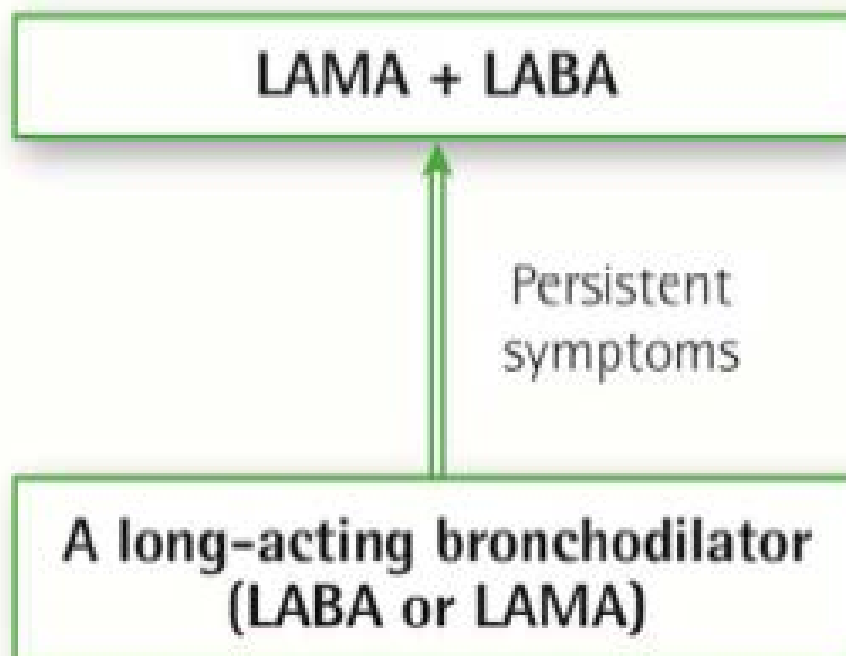 LAMA + LABA
Persistent
symptoms
A long-acting bronchodilator
(LABA or LAMA)